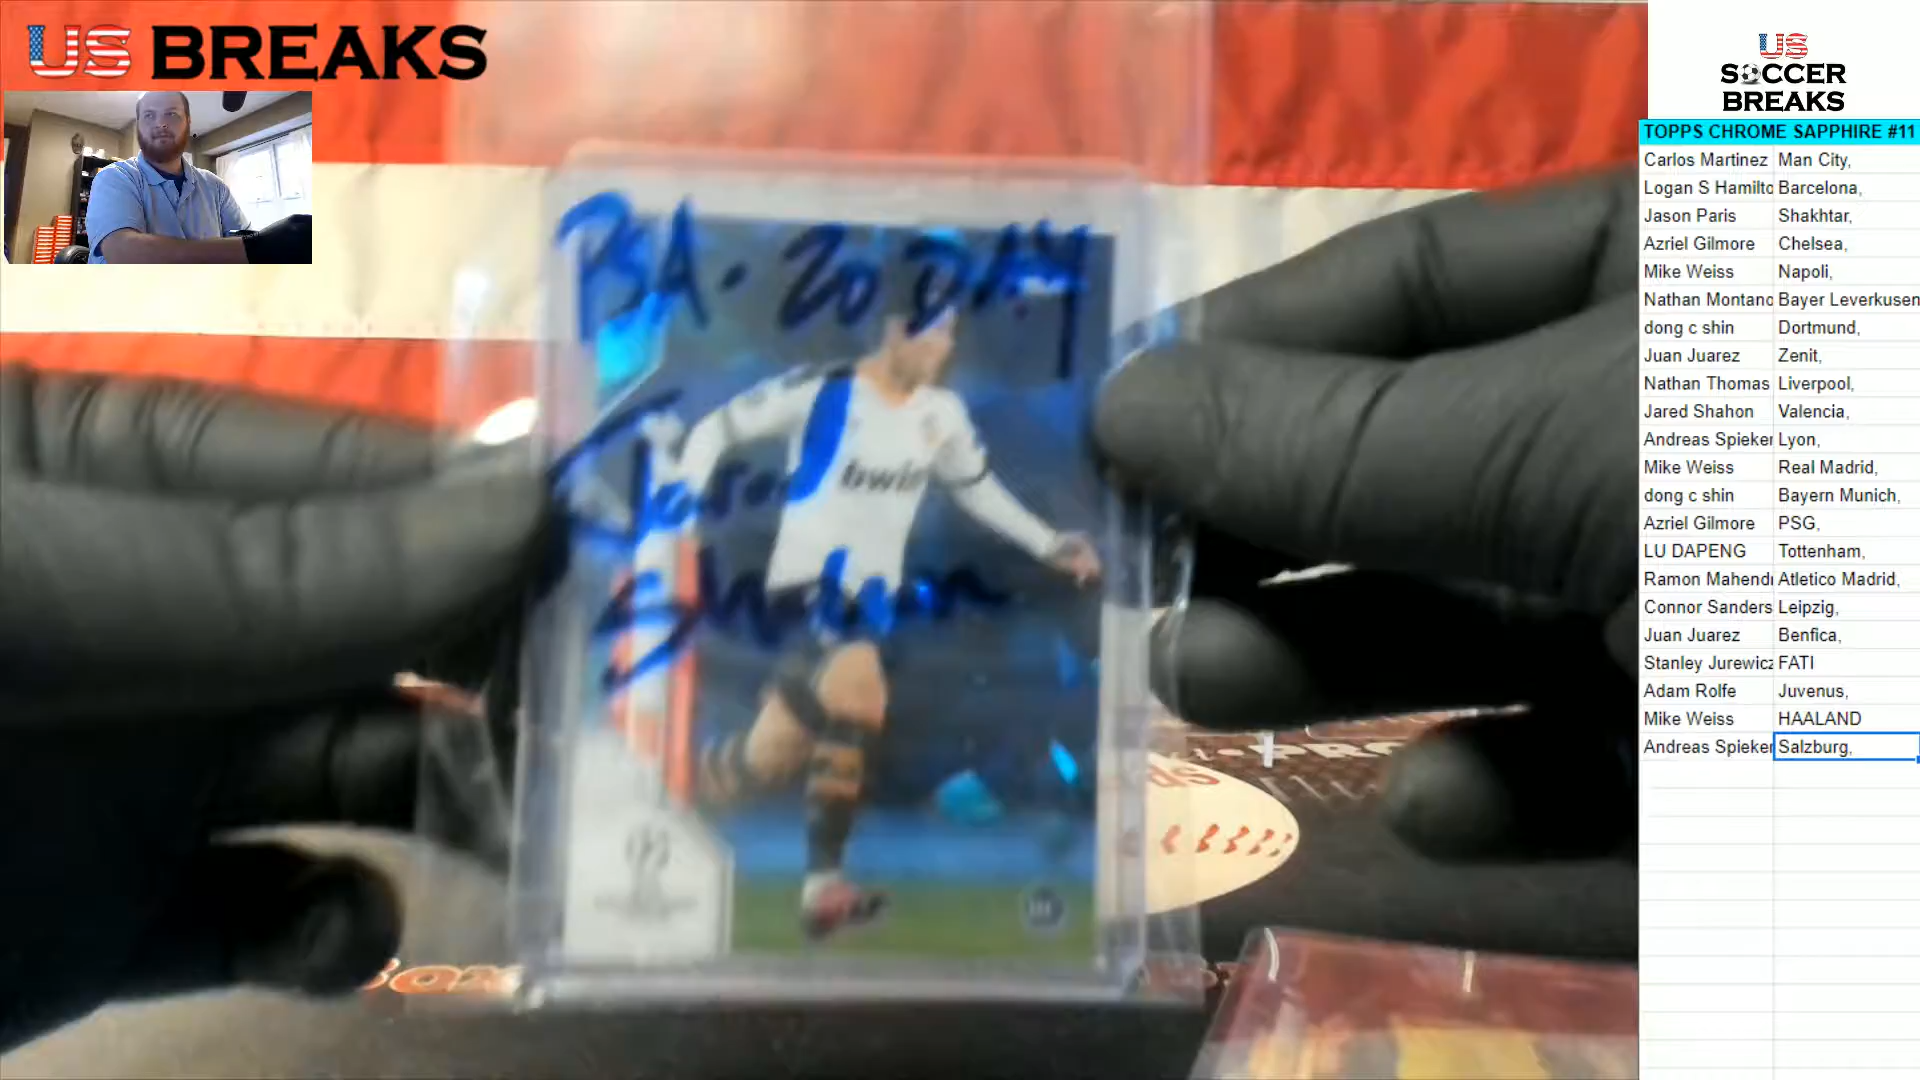 US BREAKS
US
SOCCER
BREAKS
TOPPS CHROME SAPPHIRE #11
Carlos Martinez Man City,
Logan S Hamilto Barcelona,
Jason Paris Shakhtar,
Azriel Gilmore Chelsea,
Mike Weiss Napoli,
Nathan Montano Bayer Leverkusen
dong c shin Dortmund,
Juan Juarez Zenit,
Nathan Thomas Liverpool,
Jared Shahon Valencia,
Andreas Spieker Lyon,
Mike Weiss Real Madrid,
dong c shin Bayern Munich,
Azriel Gilmore PSG,
LU DAPENG Tottenham,
Ramon Mahend Atletico Madrid,
Connor Sanders Leipzig,
Juan Juarez Benfica,
Stanley Jurewicz FATI
Adam Rolfe Juvenus,
Mike Weiss HAALAND
Andreas Spieker Salzburg,
PSA - 20 DAY
Jared
Shahon
bwin